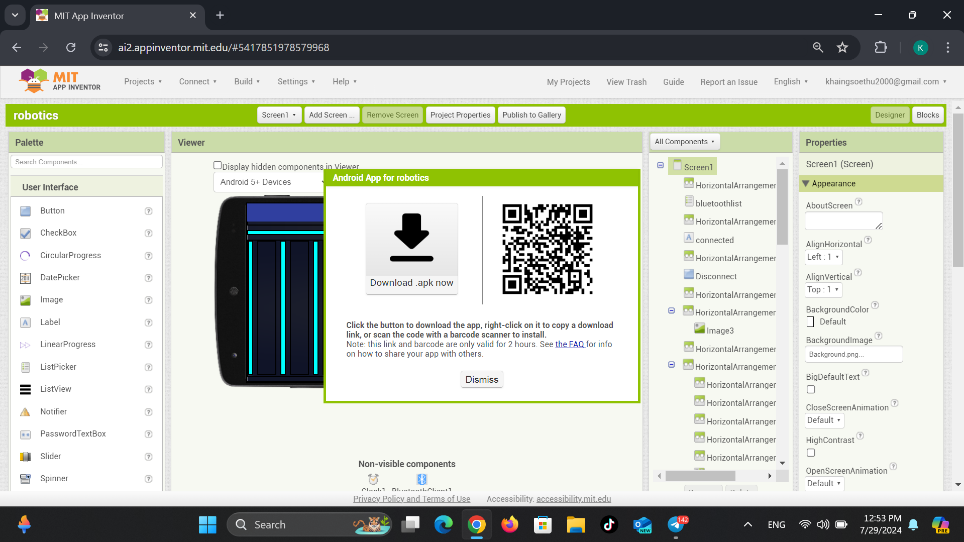 MIT App Inventor
ai2.appinventor.mit.edu/#5417851978579968
K
MIT
APP INVENTOR
Projects
Connect
Build
Settings
Help
My Projects
View Trash
Guide
Report an Issue
English
khaingsoethu2000@gmail.com
robotics
Screen1
Add Screen ...
Remove Screen
Project Properties
Publish to Gallery
Designer
Blocks
Palette
Search Components...
User Interface
Button
CheckBox
CircularProgress
DatePicker
Image
Label
LinearProgress
ListPicker
ListView
Notifier
PasswordTextBox
Slider
Spinner
Viewer
Display hidden components in Viewer
Android 5+ Devices
Android App for robotics
Download .apk now
Click the button to download the app, right-click on it to copy a download
link, or scan the code with a barcode scanner to install.
Note: this link and barcode are only valid for 2 hours. See the FAQ for info
on how to share your app with others.
Dismiss
Non-visible components
Clock1 BluetoothClient1
All Components
Screen1
HorizontalArrangemer
bluetoothlist
HorizontalArrangemer
connected
HorizontalArrangemer
Disconnect
HorizontalArrangemer
HorizontalArrangemer
Image3
HorizontalArrangemer
HorizontalArrangemer
HorizontalArranger
HorizontalArranger
HorizontalArranger
HorizontalArranger
HorizontalArranger
Properties
Screen1 (Screen)
Appearance
AboutScreen
AlignHorizontal
Left : 1
AlignVertical
Top : 1
BackgroundColor
Default
BackgroundImage
Background.png...
BigDefaultText
CloseScreenAnimation
Default
HighContrast
OpenScreenAnimation
Default
Privacy Policy and Terms of Use
Accessibility: accessibility.mit.edu
Search
NEW
142
ENG
12:53 PM
7/29/2024
PRE